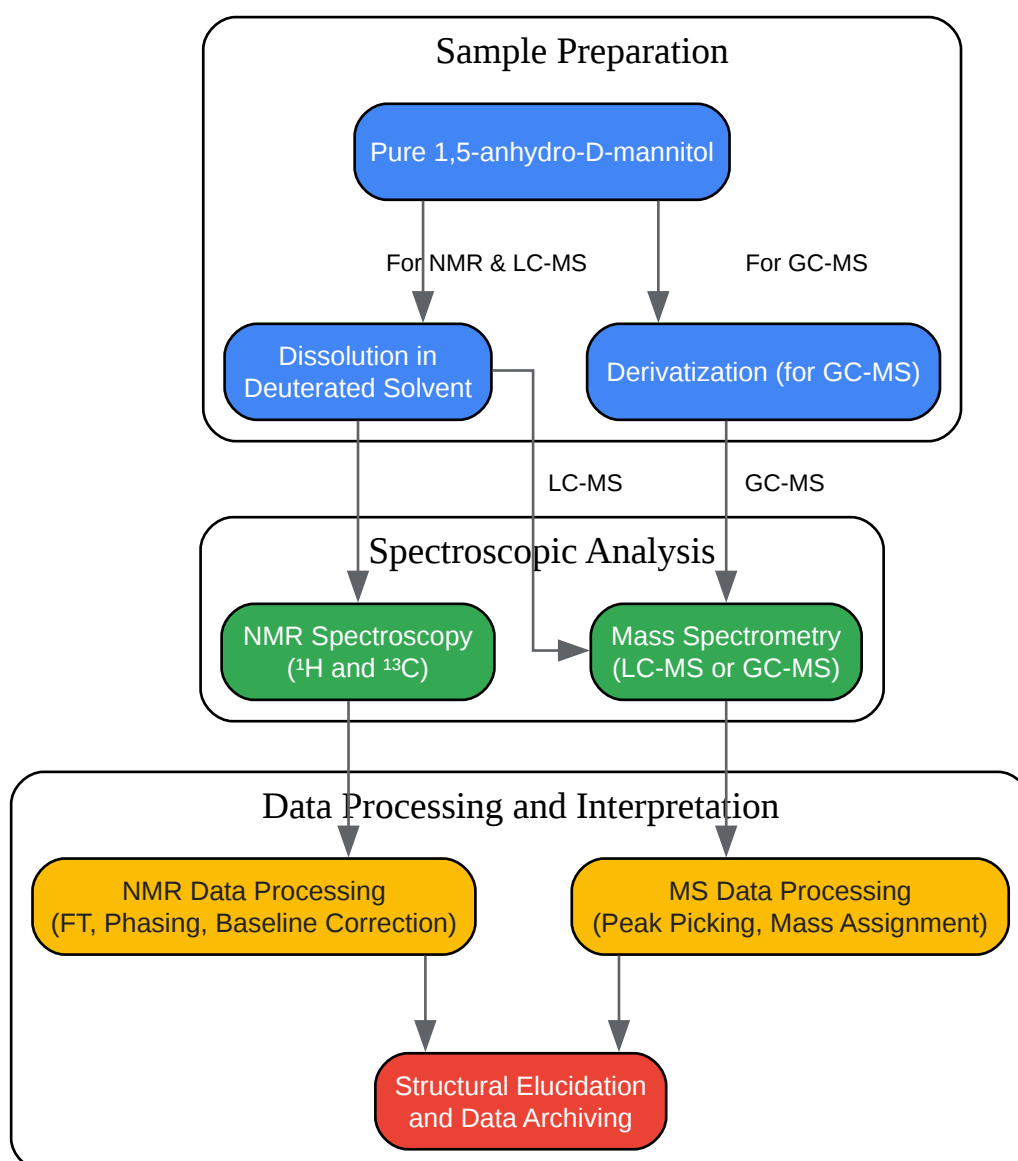 Sample Preparation
Pure 1,5-anhydro-D-mannitol
For NMR & LC-MS
For GC-MS
Dissolution in
Deuterated Solvent
Derivatization (for GC-MS)
LC-MS
GC-MS
Spectroscopic Analysis
NMR Spectroscopy
(¹H and ¹³C)
Mass Spectrometry
(LC-MS or GC-MS)
Data Processing and Interpretation
NMR Data Processing
(FT, Phasing, Baseline Correction)
MS Data Processing
(Peak Picking, Mass Assignment)
Structural Elucidation
and Data Archiving